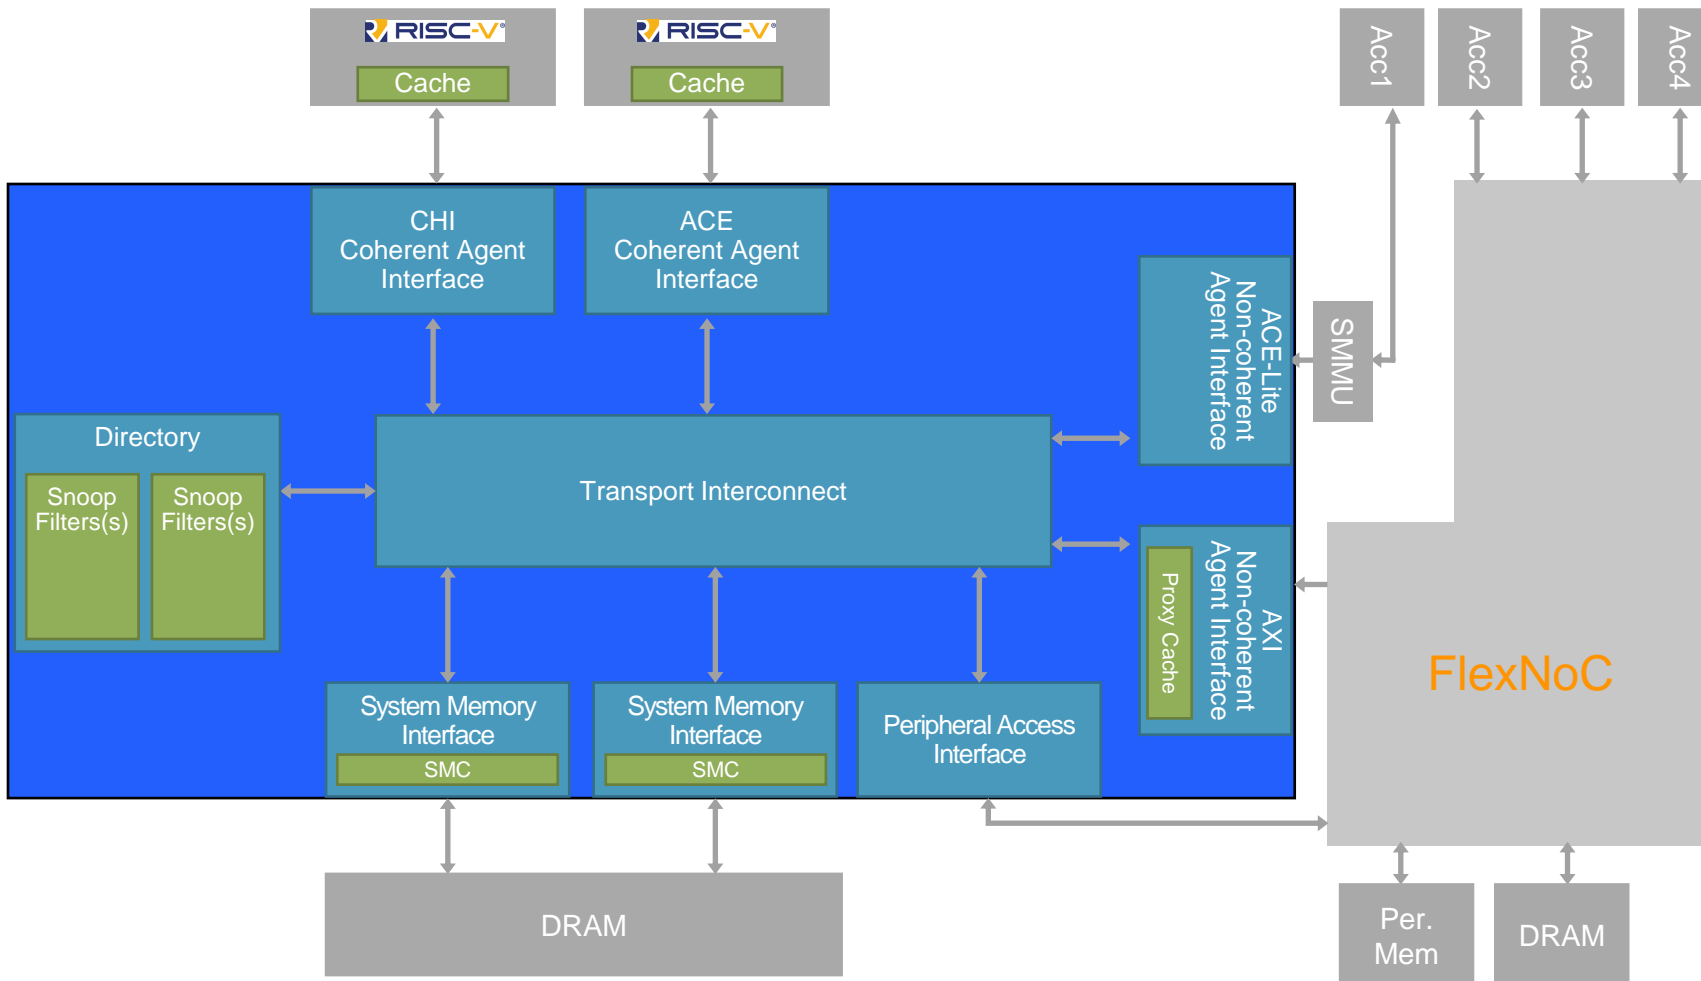 RISC-V®
RISC-V®
Cache
Cache
Acc1
Acc2
Acc3
Acc4
CHI
Coherent Agent
Interface
ACE
Coherent Agent
Interface
ACE-Lite
Non-coherent
Agent Interface
SMMU
Directory
Snoop
Filters(s)
Snoop
Filters(s)
Transport Interconnect
AXI
Non-coherent
Agent Interface
Proxy Cache
FlexNoC
System Memory
Interface
SMC
System Memory
Interface
SMC
Peripheral Access
Interface
DRAM
Per.
Mem
DRAM